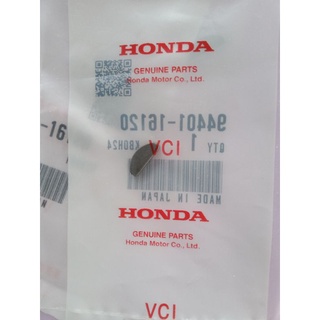 HONDA
GENUINE PARTS
Honda Motor Co., Ltd.
94401-16120
QTY 1 KB0H24
VCI
MADE IN JAPAN
HONDA
GENUINE PARTS
Honda Motor Co., Ltd.
VCI